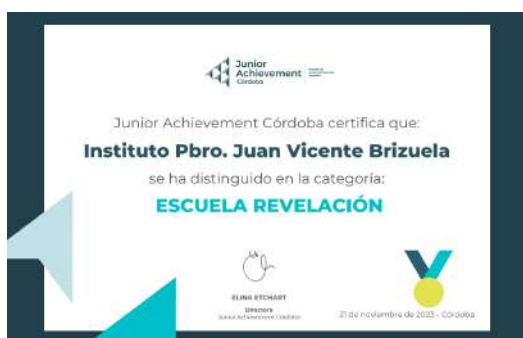 Junior
Achievement
Córdoba
Junior Achievement Córdoba certifica que:
Instituto Pbro. Juan Vicente Brizuela
se ha distinguido en la categoría:
ESCUELA REVELACIÓN
ELINA ETCHART
Directora
Junior Achievement Córdoba
21 de noviembre de 2023 - Córdoba